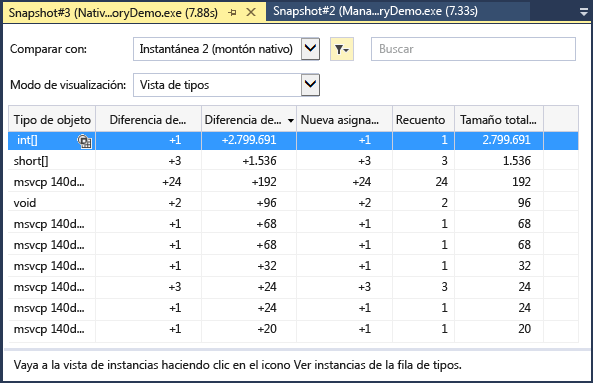 Snapshot#3 (Nativ...oryDemo.exe (7.88s) Snapshot#2 (Mana...ryDemo.exe (7.33s)
Comparar con: Instantánea 2 (montón nativo) Buscar
Modo de visualización: Vista de tipos
Tipo de objeto Diferencia de... Diferencia de... Nueva asigna... Recuento Tamaño total...
int[] +1 +2.799.691 +1 1 2.799.691
short[] +3 +1.536 +3 3 1.536
msvcp 140d... +24 +192 +24 24 192
void +2 +96 +2 2 96
msvcp 140d... +1 +68 +1 1 68
msvcp 140d... +1 +68 +1 1 68
msvcp 140d... +1 +32 +1 1 32
msvcp 140d... +3 +24 +3 3 24
msvcp 140d... +1 +24 +1 1 24
msvcp 140d... +1 +20 +1 1 20
Vaya a la vista de instancias haciendo clic en el icono Ver instancias de la fila de tipos.